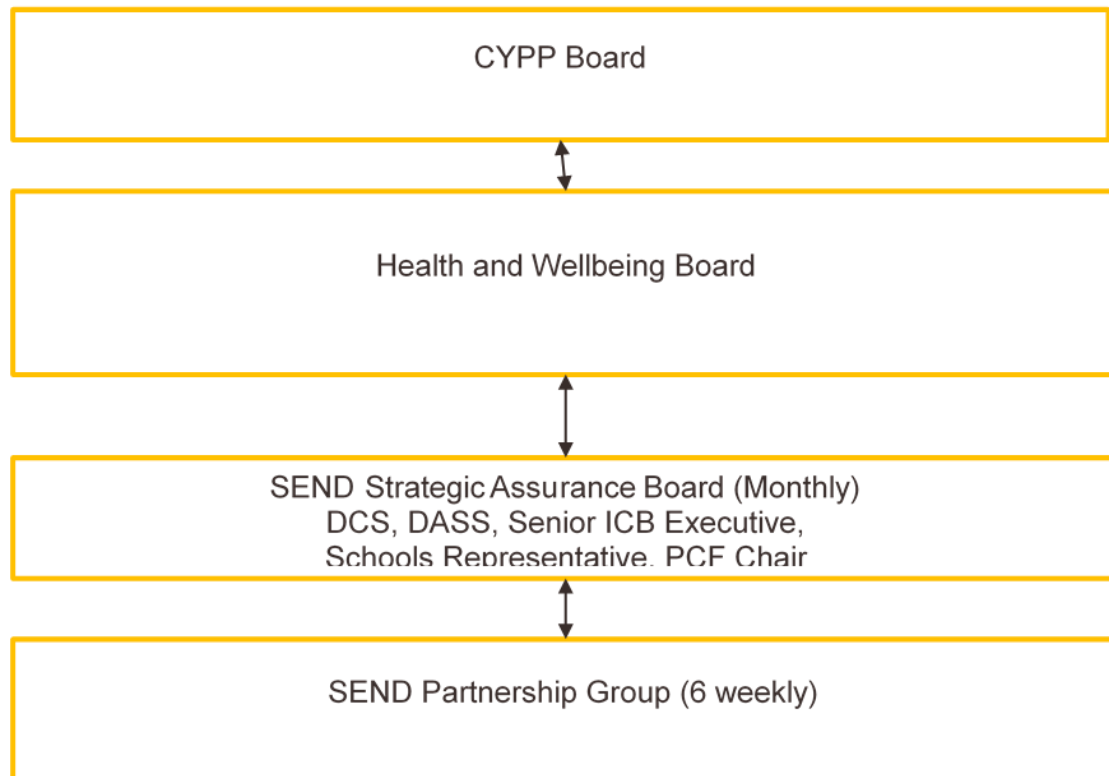 CYPP Board
Health and Wellbeing Board
SEND Strategic Assurance Board (Monthly)
DCS, DASS, Senior ICB Executive,
Schools Representative, PCF Chair
SEND Partnership Group (6 weekly)